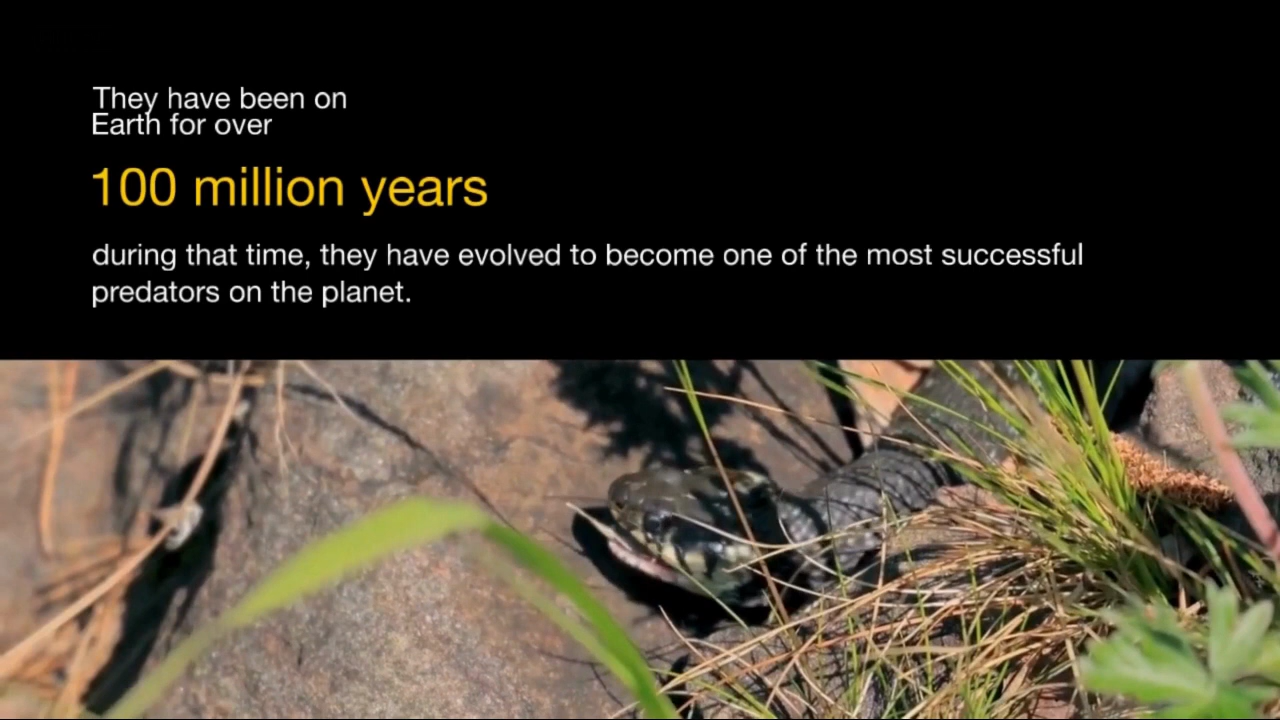 They have been on
Earth for over
100 million years
during that time, they have evolved to become one of the most successful
predators on the planet.